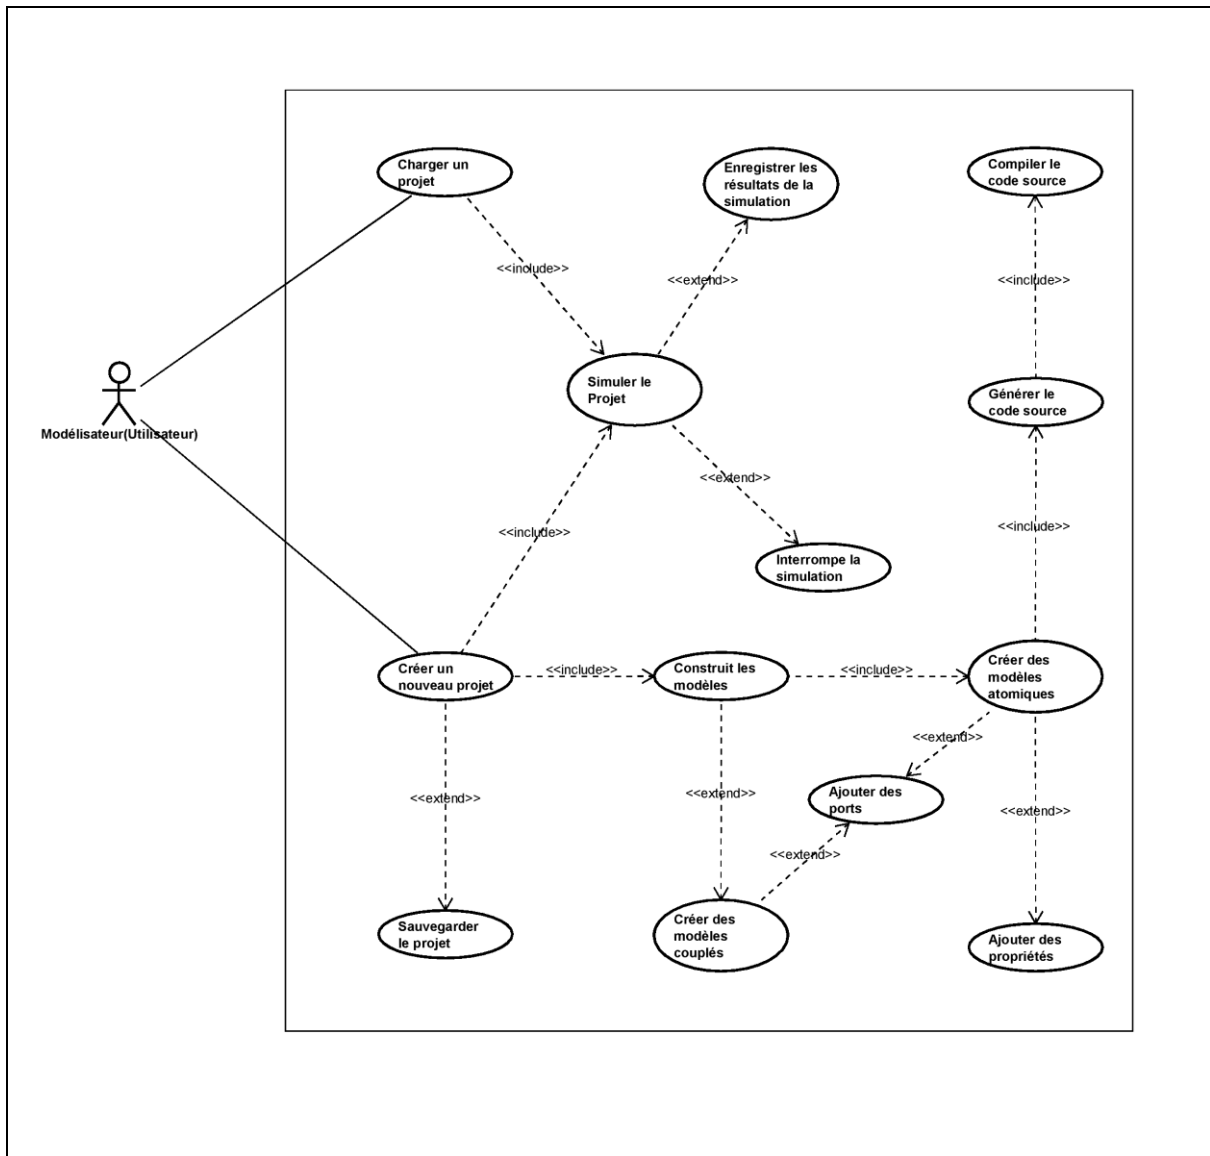 Charger un
projet
Enregistrer les
résultats de la
simulation
Compiler le
code source
<<include>>
<<extend>>
<<include>>
Simuler le
Projet
Générer le
code source
Modélisateur(Utilisateur)
<<extend>>
<<include>>
<<include>>
Interrompe la
simulation
Créer un
nouveau projet
<<include>>
Construit les
modèles
<<include>>
Créer des
modèles
atomiques
<<extend>>
<<extend>>
<<extend>>
Ajouter des
ports
<<extend>>
<<extend>>
Sauvegarder
le projet
Créer des
modèles
couplés
Ajouter des
propriétés